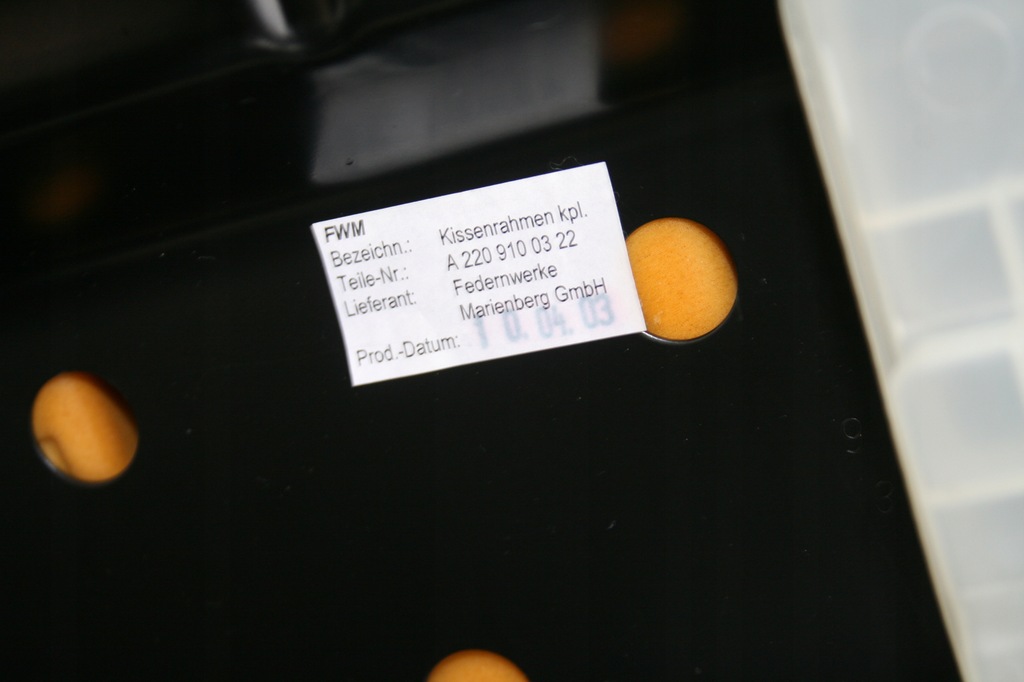 FWM
Bezeichn.: Kissenrahmen kpl.
Teile-Nr.: A 220 910 03 22
Lieferant: Federnwerke
Marienberg GmbH
Prod.-Datum: 10.04.03